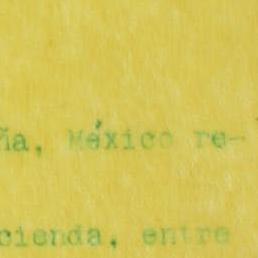 ña, México re-
cienda, entre